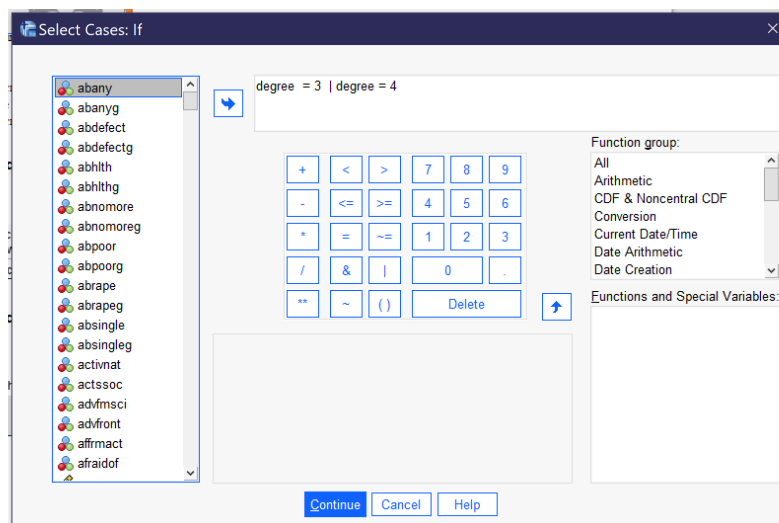 Select Cases: If
abany
abanyg
abdefect
abdefectg
abhlth
abhlthg
abnomore
abnomoreg
abpoor
abpoorg
abrape
abrapeg
absingle
absingleg
activnat
actssoc
advfmsci
advfront
affrmact
afraidof
degree = 3 | degree = 4
+ < > 7 8 9
- <= >= 4 5 6
* = ~= 1 2 3
/ & | 0 .
** ~ ( ) Delete
Function group:
All
Arithmetic
CDF & Noncentral CDF
Conversion
Current Date/Time
Date Arithmetic
Date Creation
Functions and Special Variables:
Continue Cancel Help